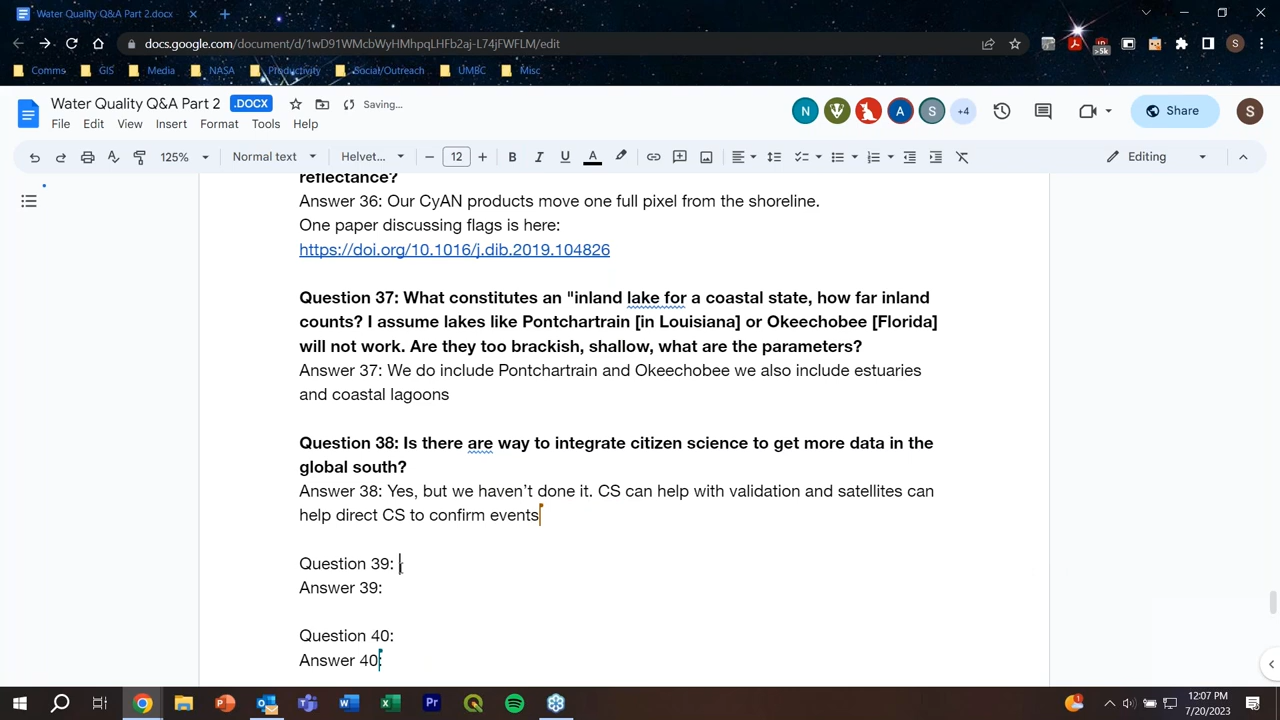 Water Quality Q&A Part 2.docx
docs.google.com/document/d/1wD91WMcbWyHMhpqLHFb2aj-L74jFWFLM/edit
>5k
S
Comms GIS Media NASA Productivity Social/Outreach UMBC Misc
Water Quality Q&A Part 2 .DOCX Saving...
N A S +4 Share S
File Edit View Insert Format Tools Help
125% Normal text Helvet... 12 B I U A Editing
reflectance?
Answer 36: Our CyAN products move one full pixel from the shoreline.
One paper discussing flags is here:
https://doi.org/10.1016/j.dib.2019.104826
Question 37: What constitutes an "inland lake for a coastal state, how far inland
counts? I assume lakes like Pontchartrain [in Louisiana] or Okeechobee [Florida]
will not work. Are they too brackish, shallow, what are the parameters?
Answer 37: We do include Pontchartrain and Okeechobee we also include estuaries
and coastal lagoons
Question 38: Is there are way to integrate citizen science to get more data in the
global south?
Answer 38: Yes, but we haven't done it. CS can help with validation and satellites can
help direct CS to confirm events
Question 39:
Answer 39:
Question 40:
Answer 40:
12:07 PM
7/20/2023